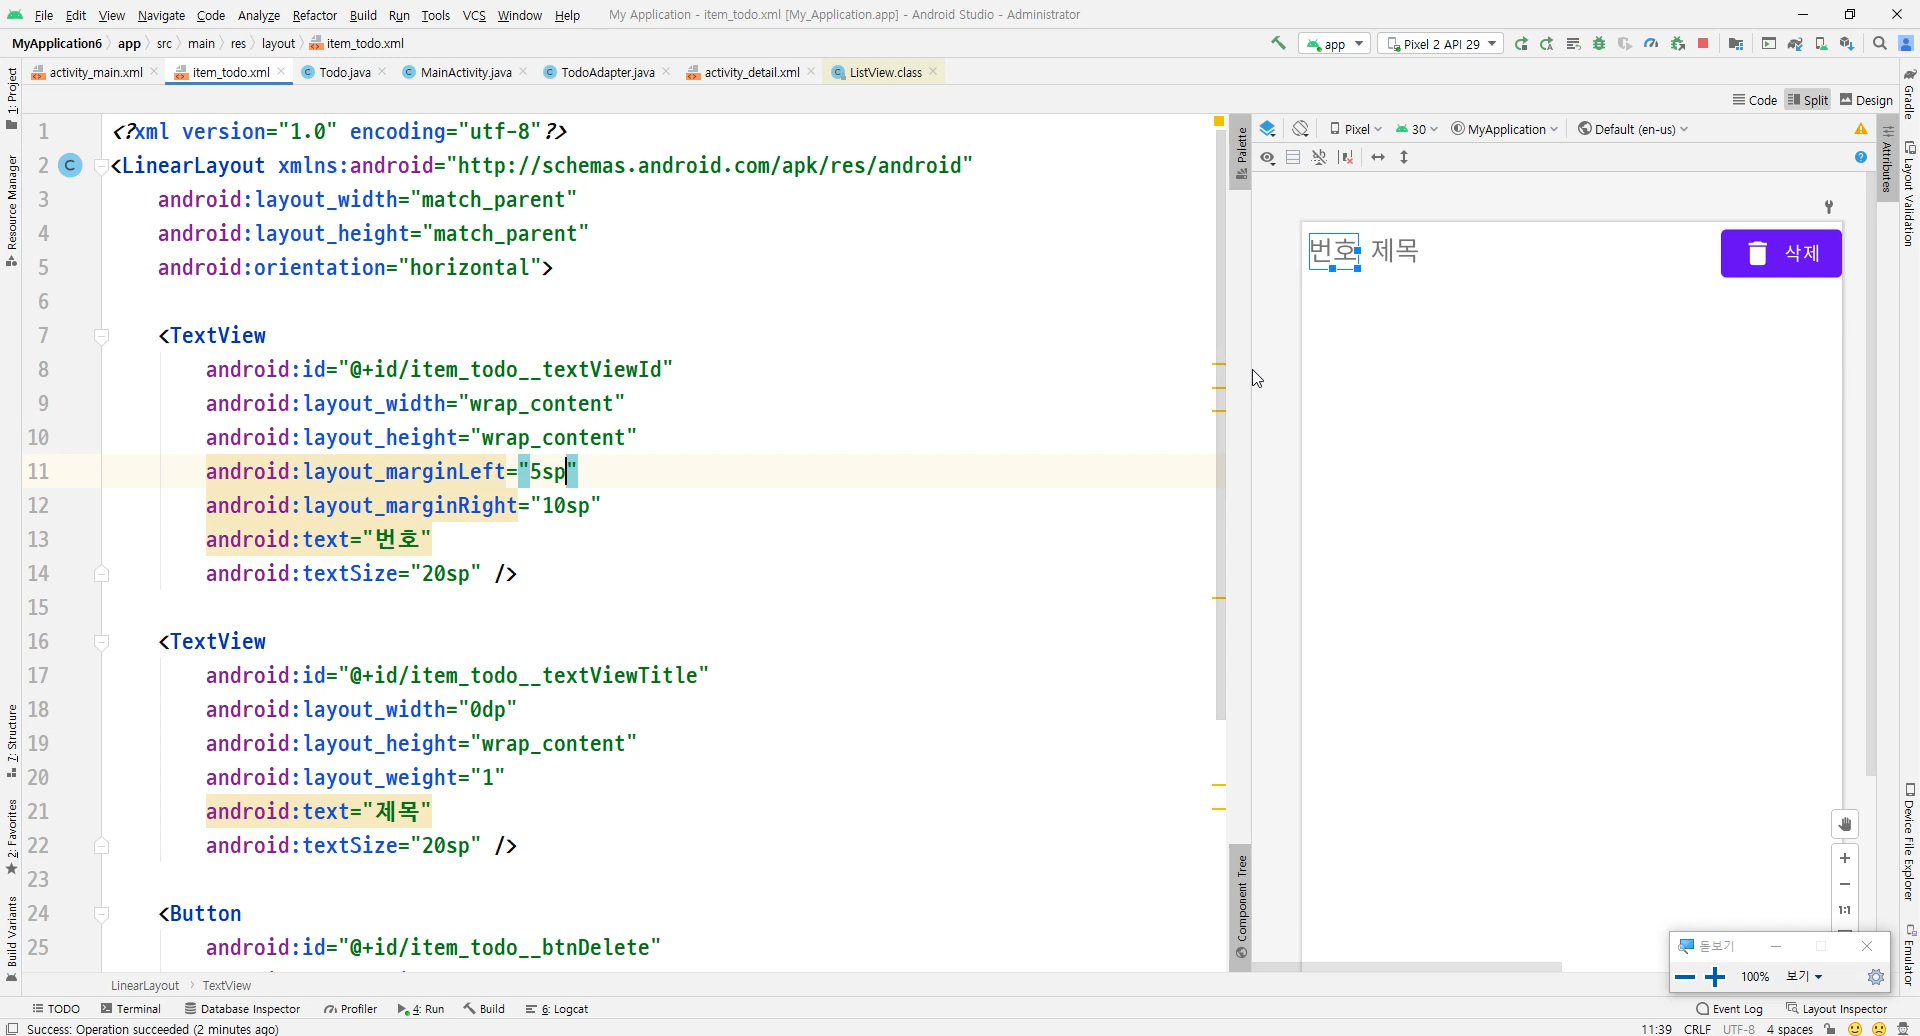 File Edit View Navigate Code Analyze Refactor Build Run Tools VCS Window Help My Application - item_todo.xml [My_Application.app] - Android Studio - Administrator
MyApplication6 app src main res layout item_todo.xml app Pixel 2 API 29
activity_main.xml item_todo.xml Todo.java MainActivity.java TodoAdapter.java activity_detail.xml ListView.class
Code Split Design
Pixel 30 MyApplication Default (en-us)
1 <?xml version="1.0" encoding="utf-8"?>
2 <LinearLayout xmlns:android="http://schemas.android.com/apk/res/android"
3 android:layout_width="match_parent"
4 android:layout_height="match_parent"
5 android:orientation="horizontal">
6
7 <TextView
8 android:id="@+id/item_todo__textViewId"
9 android:layout_width="wrap_content"
10 android:layout_height="wrap_content"
11 android:layout_marginLeft="5sp"
12 android:layout_marginRight="10sp"
13 android:text="번호"
14 android:textSize="20sp" />
15
16 <TextView
17 android:id="@+id/item_todo__textViewTitle"
18 android:layout_width="0dp"
19 android:layout_height="wrap_content"
20 android:layout_weight="1"
21 android:text="제목"
22 android:textSize="20sp" />
23
24 <Button
25 android:id="@+id/item_todo__btnDelete"
번호 제목 삭제
1: Project
Resource Manager
7: Structure
2: Favorites
Build Variants
Palette
Component Tree
Attributes
Gradle
Layout Validation
Device File Explorer
Emulator
1:1
돋보기
100% 보기
LinearLayout TextView
TODO Terminal Database Inspector Profiler 4: Run Build 6: Logcat Event Log Layout Inspector
Success: Operation succeeded (2 minutes ago) 11:39 CRLF UTF-8 4 spaces